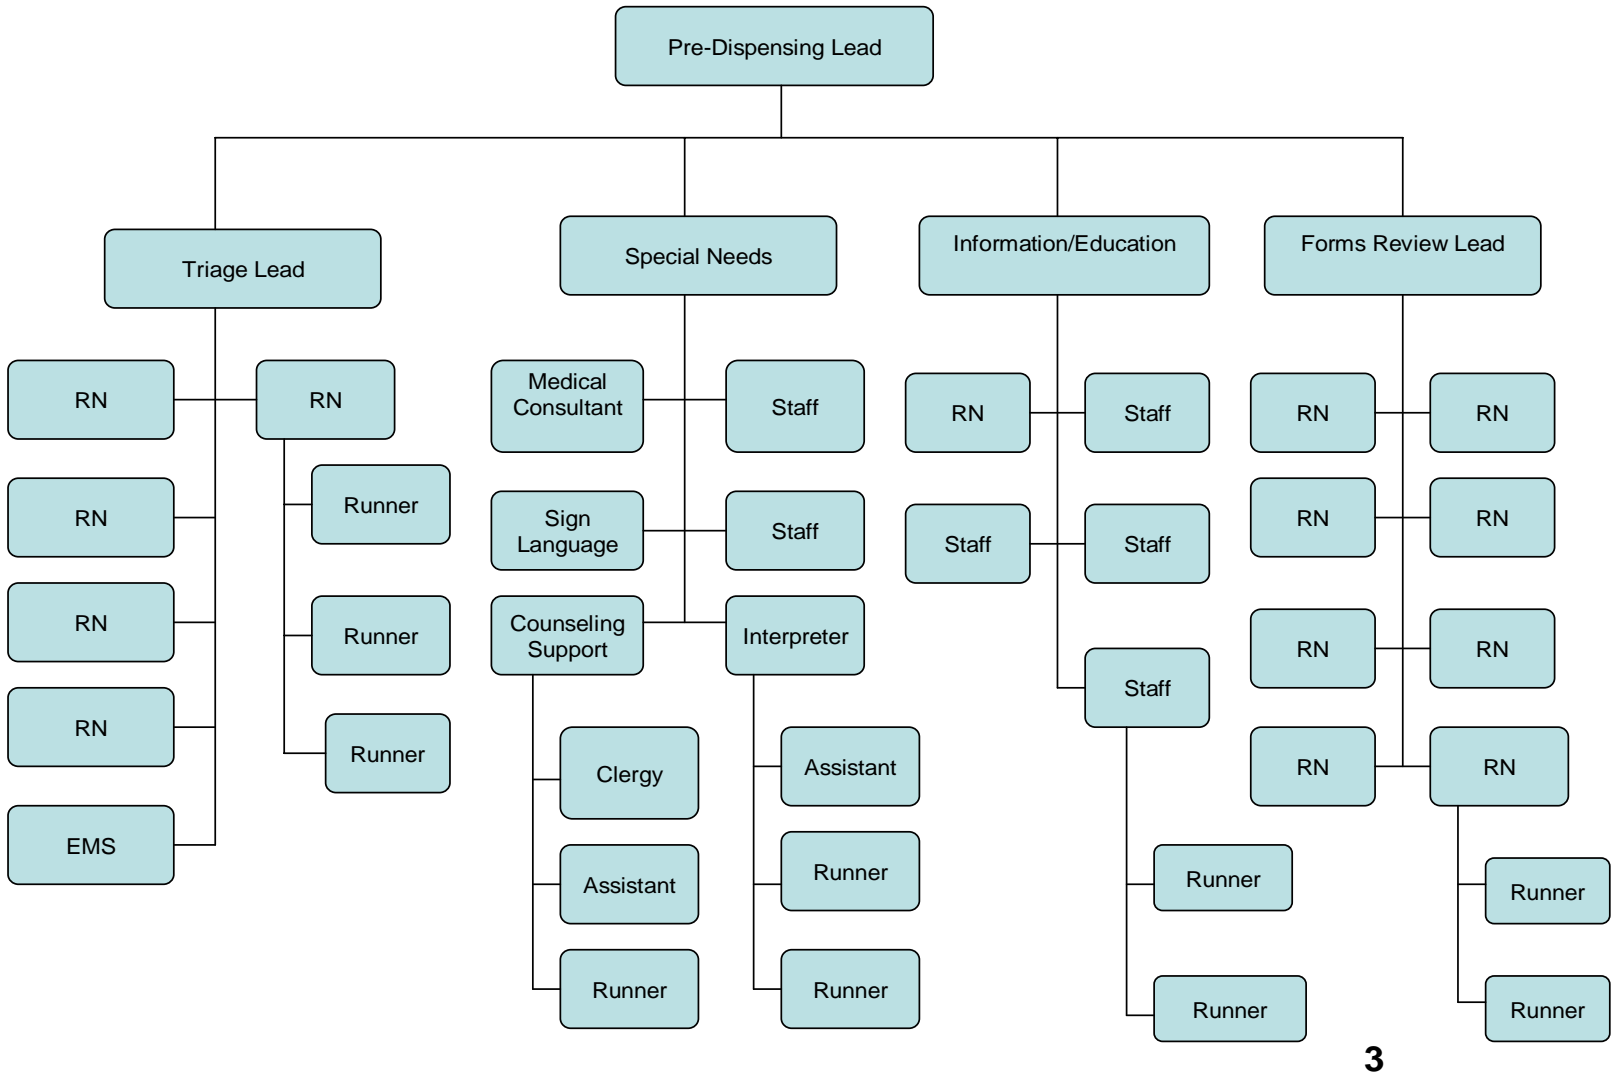 Pre-Dispensing Lead
Triage Lead
Special Needs
Information/Education
Forms Review Lead
RN
RN
Runner
RN
Runner
RN
Runner
RN
EMS
Medical
Consultant
Staff
Sign
Language
Staff
Counseling
Support
Interpreter
Clergy
Assistant
Runner
Assistant
Runner
Runner
RN
Staff
Staff
Staff
Staff
Runner
Runner
RN
RN
RN
RN
RN
RN
RN
RN
Runner
Runner
3